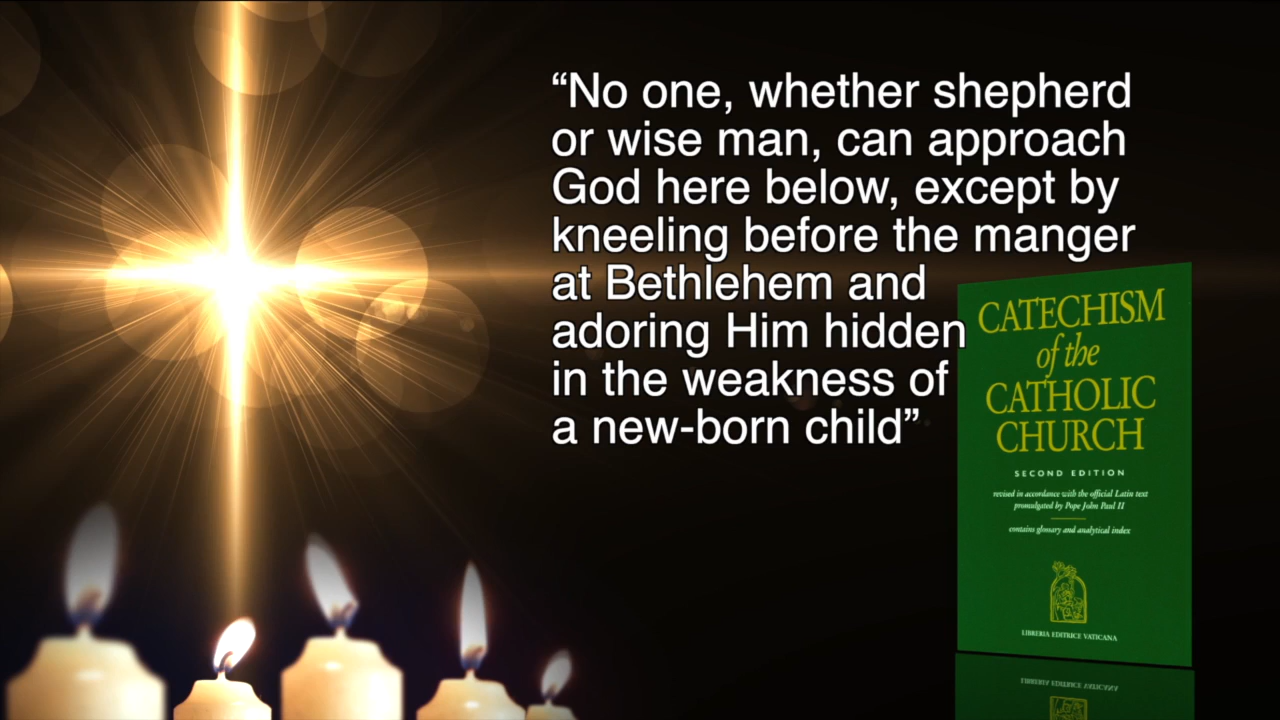 “No one, whether shepherd
or wise man, can approach
God here below, except by
kneeling before the manger
at Bethlehem and
adoring Him hidden
in the weakness of
a new-born child”
CATECHISM
of the
CATHOLIC
CHURCH
SECOND EDITION
revised in accordance with the official Latin text
promulgated by Pope John Paul II
contains glossary and analytical index
LIBRERIA EDITRICE VATICANA